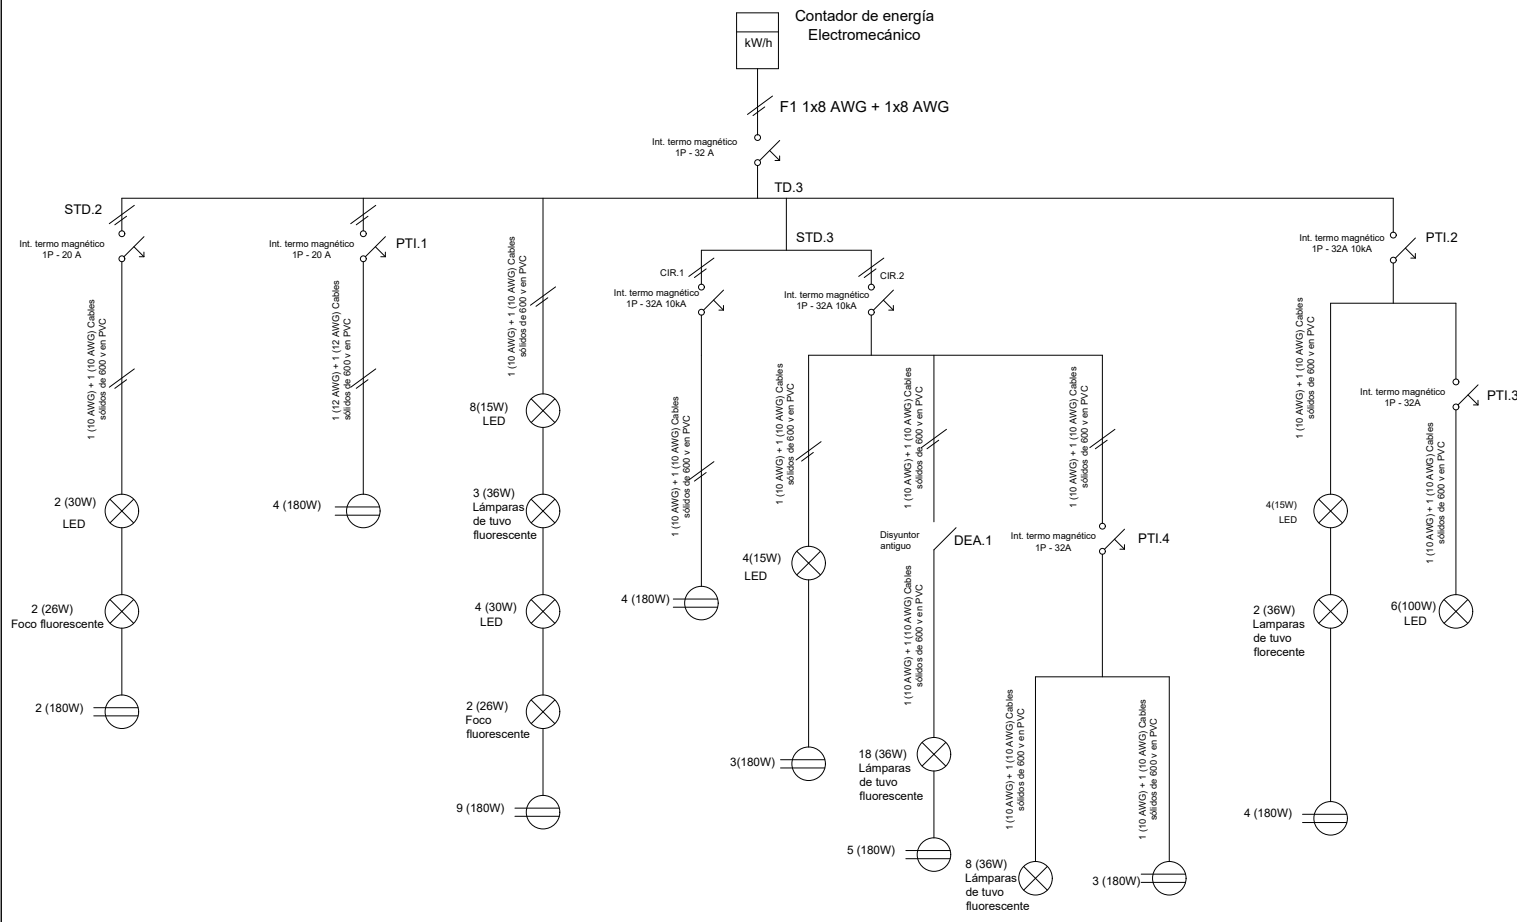 Contador de energía
Electromecánico
kW/h
F1 1x8 AWG + 1x8 AWG
Int. termo magnético
1P - 32 A
TD.3
STD.2
Int. termo magnético
1P - 20 A
1 (10 AWG) + 1 (10 AWG) Cables
sólidos de 600 v en PVC
2 (30W)
LED
2 (26W)
Foco fluorescente
2 (180W)
Int. termo magnético
1P - 20 A
PTI.1
1 (12 AWG) + 1 (12 AWG) Cables
sólidos de 600 v en PVC
4 (180W)
1 (10 AWG) + 1 (10 AWG) Cables
sólidos de 600 v en PVC
8(15W)
LED
3 (36W)
Lámparas
de tuvo
fluorescente
4 (30W)
LED
2 (26W)
Foco
fluorescente
9 (180W)
STD.3
CIR.1
Int. termo magnético
1P - 32A 10kA
1 (10 AWG) + 1 (10 AWG) Cables
sólidos de 600 v en PVC
4 (180W)
CIR.2
Int. termo magnético
1P - 32A 10kA
1 (10 AWG) + 1 (10 AWG) Cables
sólidos de 600 v en PVC
4(15W)
LED
3(180W)
1 (10 AWG) + 1 (10 AWG) Cables
sólidos de 600 v en PVC
Disyuntor
antiguo
DEA.1
1 (10 AWG) + 1 (10 AWG) Cables
sólidos de 600 v en PVC
18 (36W)
Lámparas
de tuvo
fluorescente
5 (180W)
1 (10 AWG) + 1 (10 AWG) Cables
sólidos de 600 v en PVC
Int. termo magnético
1P - 32A
PTI.4
1 (10 AWG) + 1 (10 AWG) Cables
sólidos de 600 v en PVC
8 (36W)
Lámparas
de tuvo
fluorescente
1 (10 AWG) + 1 (10 AWG) Cables
sólidos de 600 v en PVC
3 (180W)
Int. termo magnético
1P - 32A 10kA
PTI.2
1 (10 AWG) + 1 (10 AWG) Cables
sólidos de 600 v en PVC
4(15W)
LED
2 (36W)
Lamparas
de tuvo
florecente
4 (180W)
Int. termo magnético
1P - 32A
PTI.3
1 (10 AWG) + 1 (10 AWG) Cables
sólidos de 600 v en PVC
6(100W)
LED